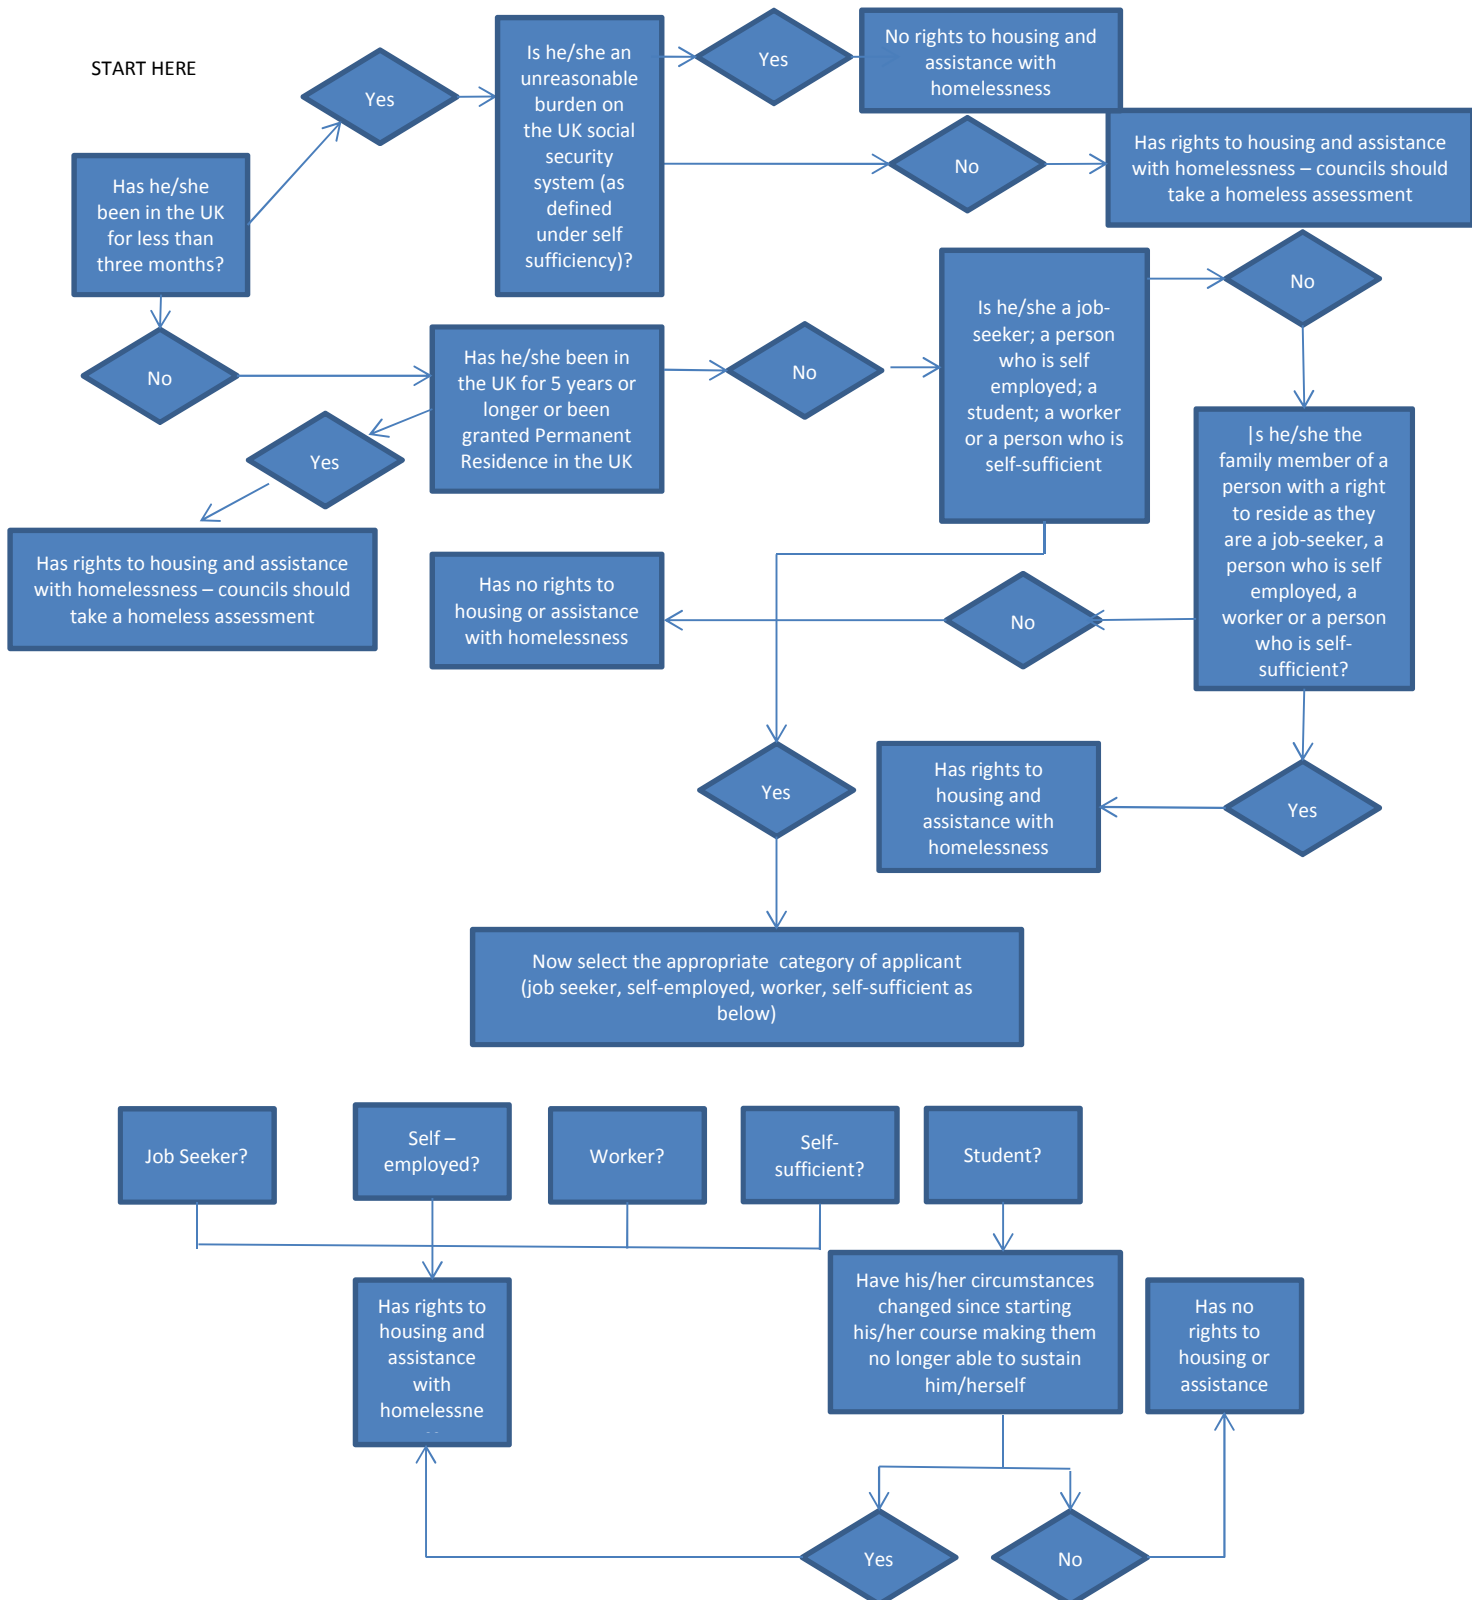 START HERE
Has he/she
been in the UK
for less than
three months?
Yes
Is he/she an
unreasonable
burden on
the UK social
security
system (as
defined
under self
sufficiency)?
Yes
No rights to housing and
assistance with
homelessness
No
Has rights to housing and assistance
with homelessness – councils should
take a homeless assessment
No
Has he/she been in
the UK for 5 years or
longer or been
granted Permanent
Residence in the UK
Yes
Has rights to housing and assistance
with homelessness – councils should
take a homeless assessment
No
Is he/she a job-
seeker; a person
who is self
employed; a
student; a worker
or a person who is
self-sufficient
No
|s he/she the
family member of a
person with a right
to reside as they
are a job-seeker, a
person who is self
employed, a
worker or a person
who is self-
sufficient?
No
Has no rights to
housing or assistance
with homelessness
Yes
Has rights to
housing and
assistance with
homelessness
Yes
Now select the appropriate category of applicant
(job seeker, self-employed, worker, self-sufficient as
below)
Job Seeker?
Self –
employed?
Worker?
Self-
sufficient?
Student?
Has rights to
housing and
assistance
with
homelessne
Have his/her circumstances
changed since starting
his/her course making them
no longer able to sustain
him/herself
Has no
rights to
housing or
assistance
Yes
No